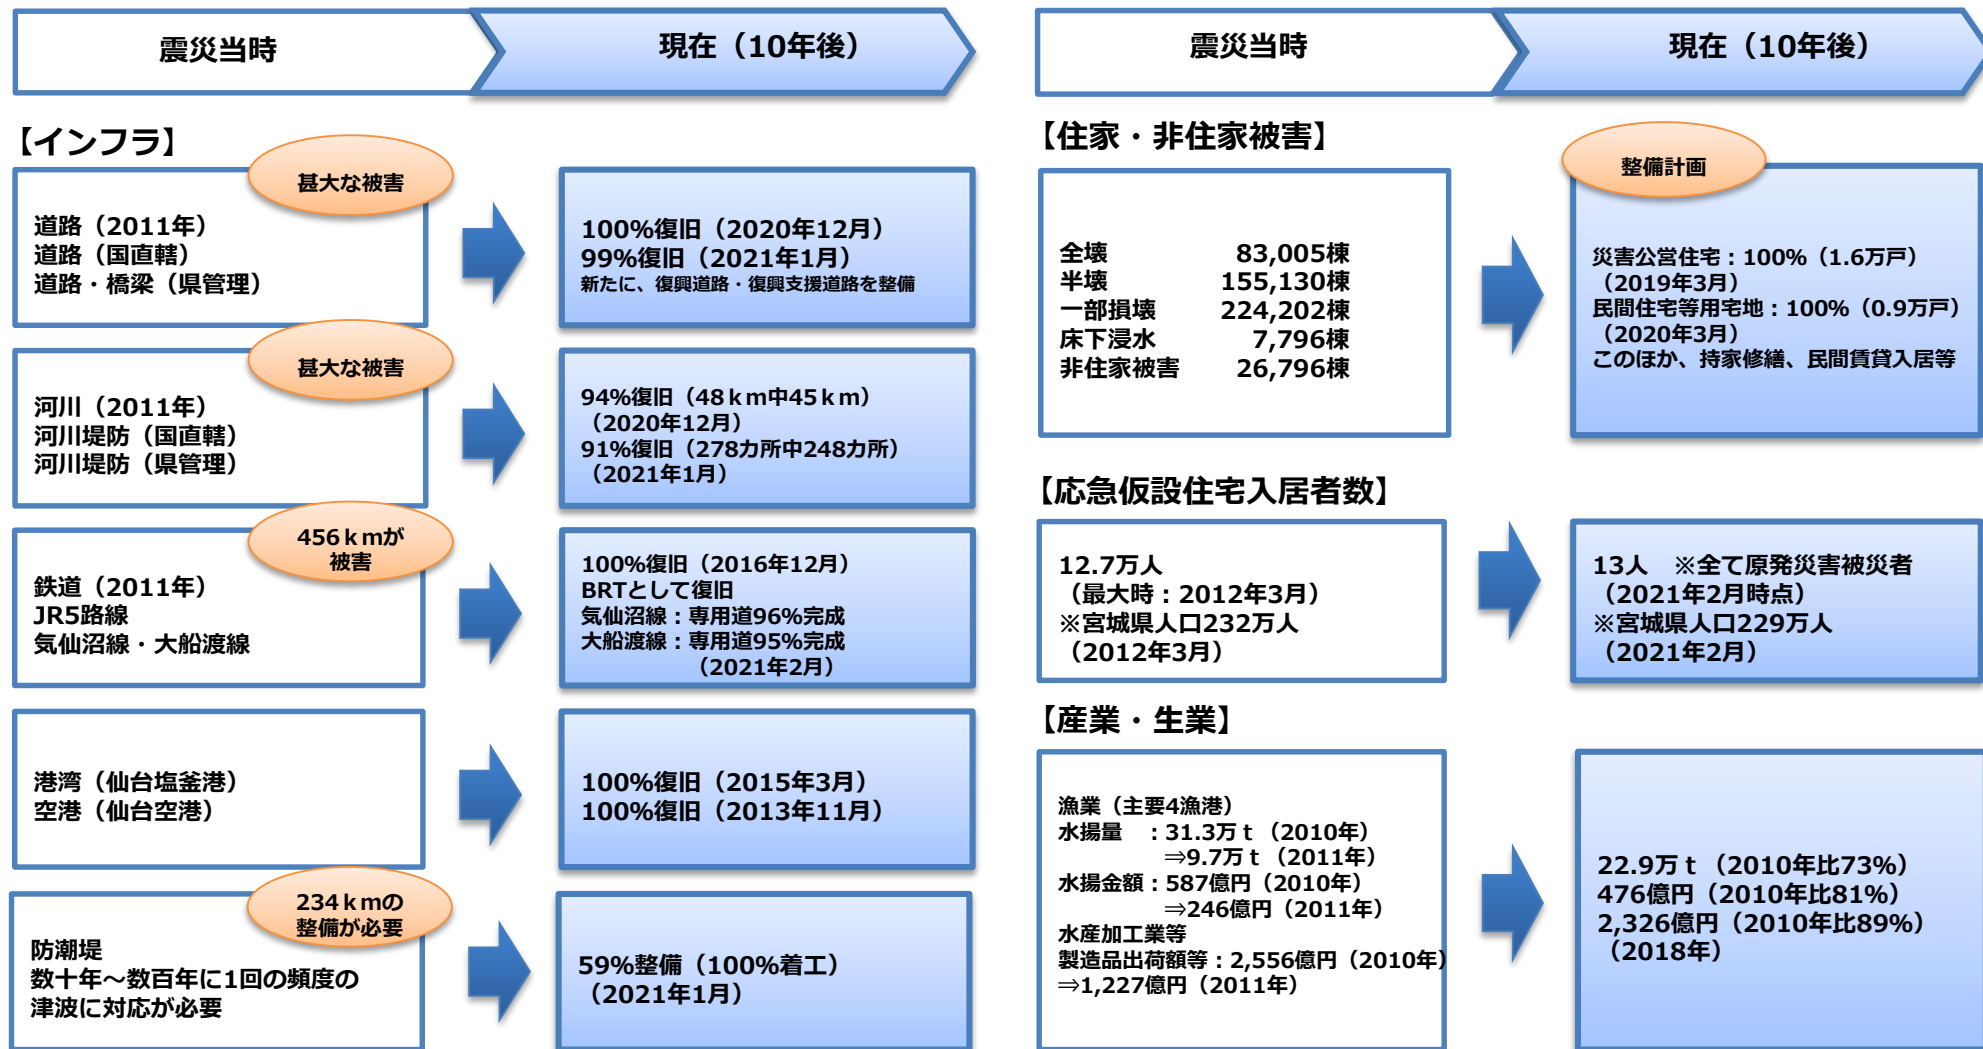 震災当時
現在（10年後）
【インフラ】
甚大な被害
道路（2011年）
道路（国直轄）
道路・橋梁（県管理）
100%復旧（2020年12月）
99%復旧（2021年1月）
新たに、復興道路・復興支援道路を整備
甚大な被害
河川（2011年）
河川堤防（国直轄）
河川堤防（県管理）
94%復旧（48ｋｍ中45ｋｍ）
（2020年12月）
91%復旧（278カ所中248カ所）
（2021年1月）
456ｋｍが
被害
鉄道（2011年）
JR5路線
気仙沼線・大船渡線
100%復旧（2016年12月）
BRTとして復旧
気仙沼線：専用道96%完成
大船渡線：専用道95%完成
（2021年2月）
港湾（仙台塩釜港）
空港（仙台空港）
100%復旧（2015年3月）
100%復旧（2013年11月）
234ｋｍの
整備が必要
防潮堤
数十年～数百年に1回の頻度の
津波に対応が必要
59%整備（100%着工）
（2021年1月）
震災当時
現在（10年後）
【住家・非住家被害】
全壊 83,005棟
半壊 155,130棟
一部損壊 224,202棟
床下浸水 7,796棟
非住家被害 26,796棟
整備計画
災害公営住宅：100%（1.6万戸）
（2019年3月）
民間住宅等用宅地：100%（0.9万戸）
（2020年3月）
このほか、持家修繕、民間賃貸入居等
【応急仮設住宅入居者数】
12.7万人
（最大時：2012年3月）
※宮城県人口232万人
（2012年3月）
13人　※全て原発災害被災者
（2021年2月時点）
※宮城県人口229万人
（2021年2月）
【産業・生業】
漁業（主要4漁港）
水揚量　：31.3万ｔ（2010年）
⇒9.7万ｔ（2011年）
水揚金額：587億円（2010年）
⇒246億円（2011年）
水産加工業等
製造品出荷額等：2,556億円（2010年）
⇒1,227億円（2011年）
22.9万ｔ（2010年比73%）
476億円（2010年比81%）
2,326億円（2010年比89%）
（2018年）